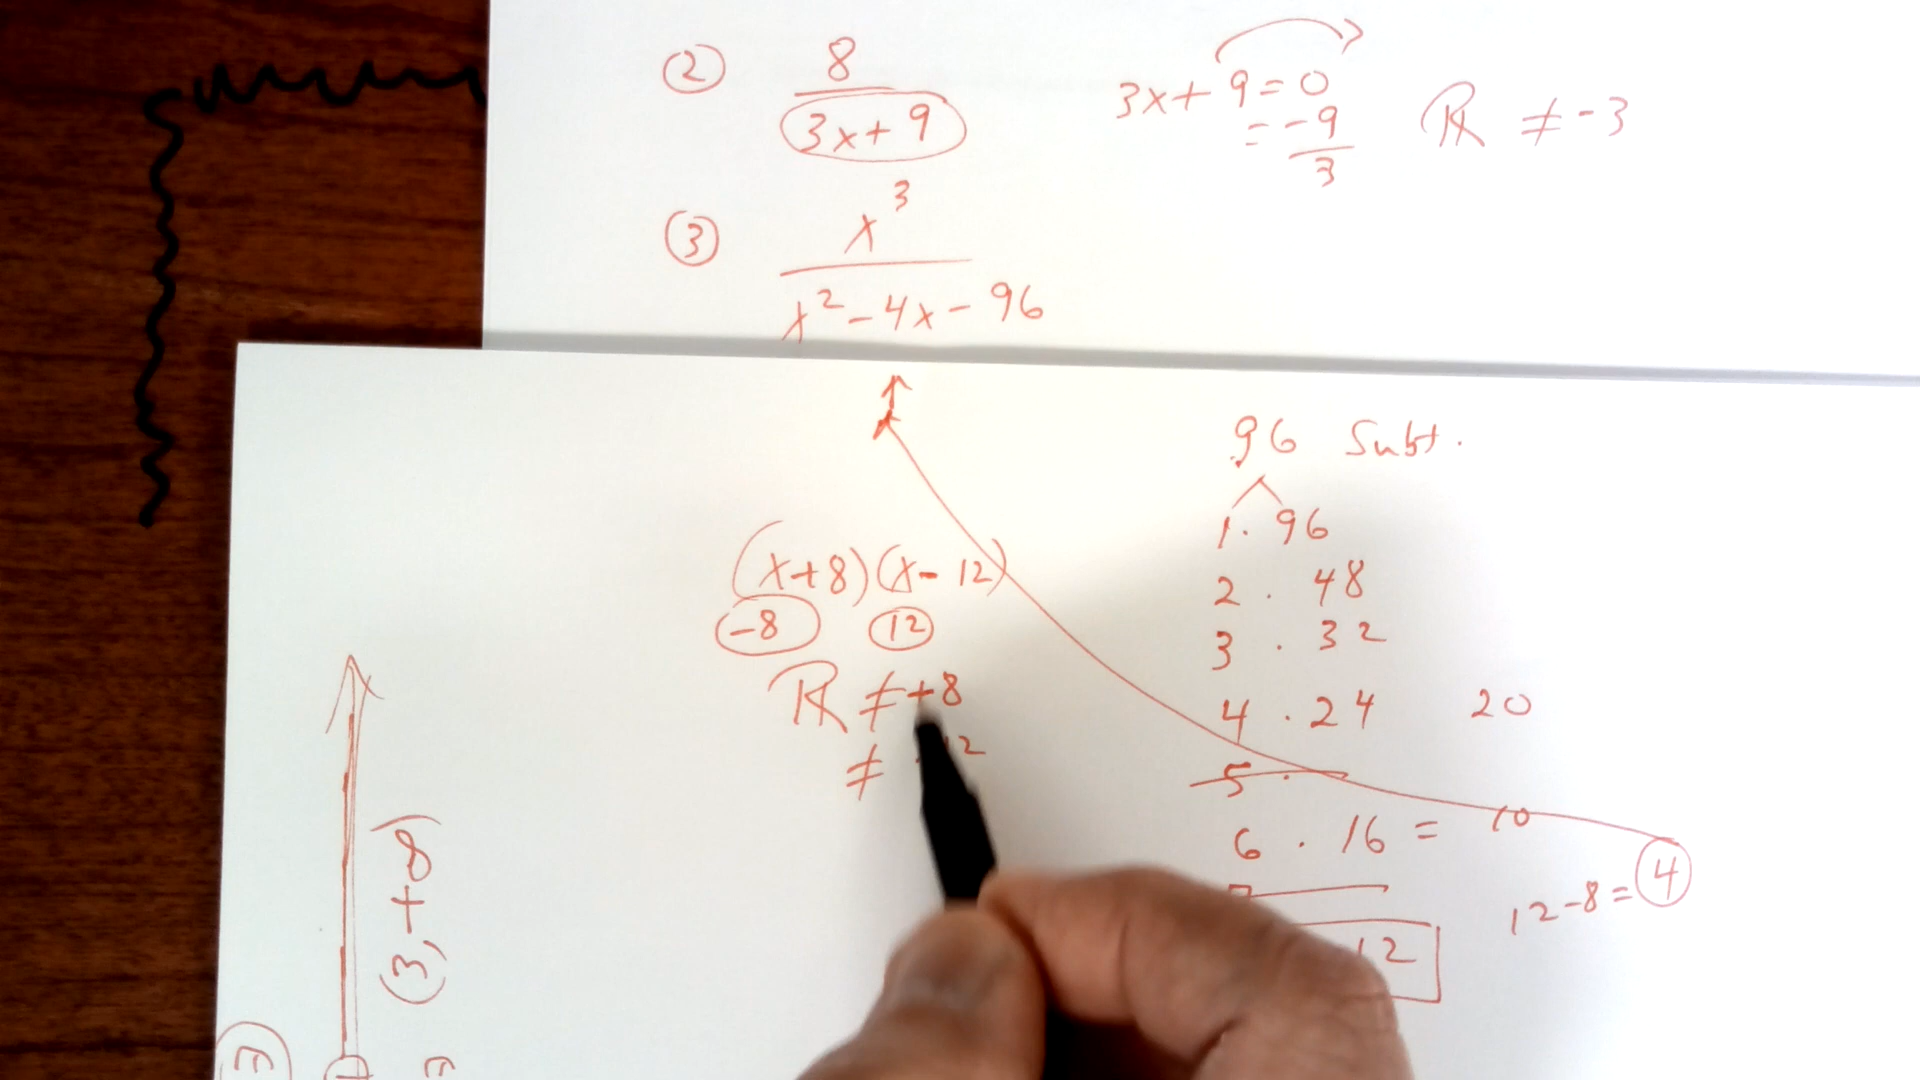 ② 8
3x+9
3x+9=0
=-9
3
ℝ ≠-3
③ x³
x²-4x-96
96 Subt.
1. 96
2 . 48
3 . 32
4 . 24 20
5 .
6 . 16 = 10
12-8=4
12
(x+8)(x-12)
-8 12
ℝ ≠+8
≠ 12
(3,+∞)